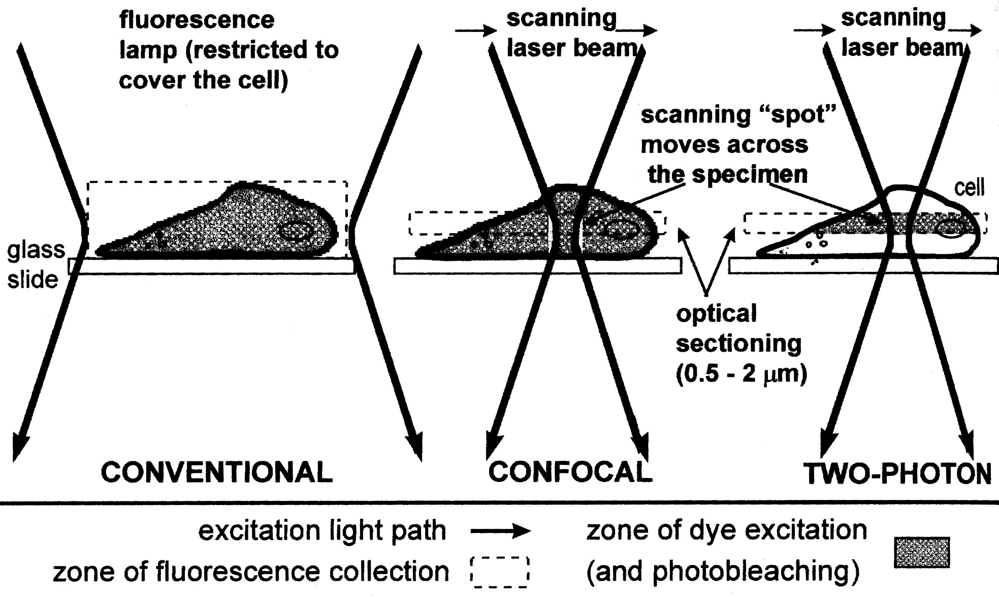 fluorescence
lamp (restricted to
cover the cell)
scanning
laser beam
scanning
laser beam
scanning “spot”
moves across
the specimen
cell
glass
slide
optical
sectioning
(0.5 - 2 μm)
CONVENTIONAL
CONFOCAL
TWO-PHOTON
excitation light path
zone of fluorescence collection
zone of dye excitation
(and photobleaching)